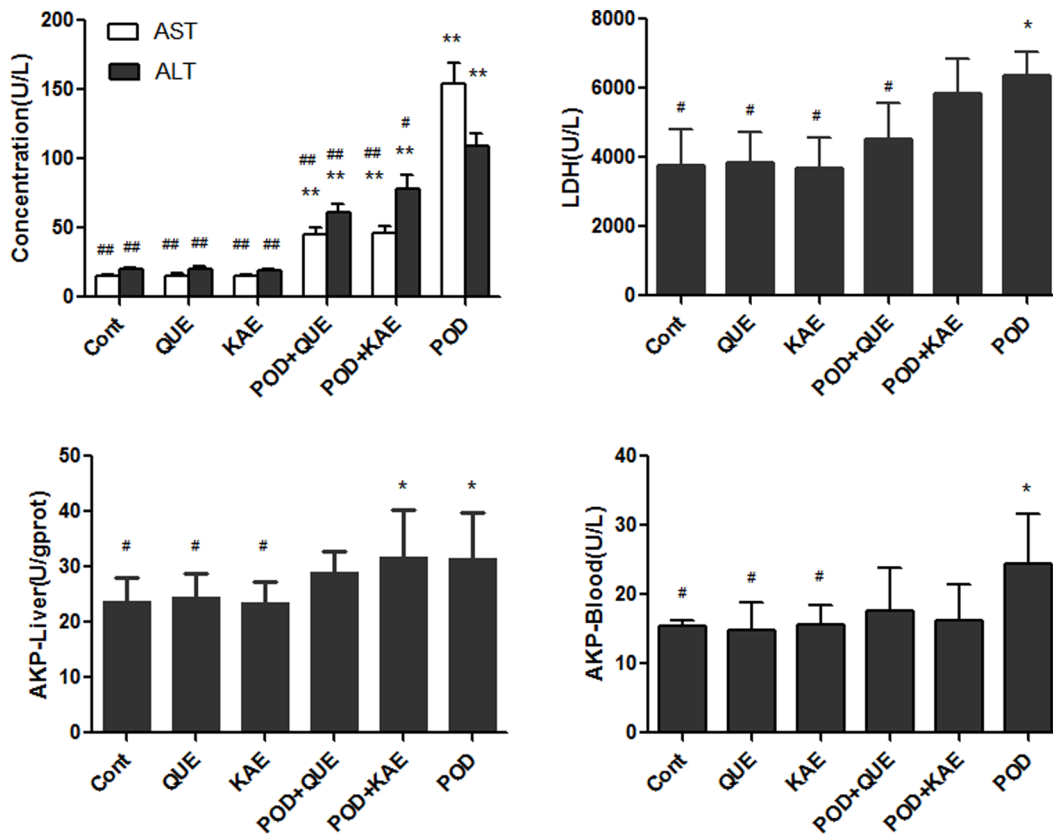 Concentration(U/L)
200
150
100
50
0
AST
ALT
## ## ## ## ## ##
## ** ## ** ## ** # **
** **
Cont QUE KAE POD+QUE POD+KAE POD
LDH(U/L)
8000
6000
4000
2000
0
# # # # *
Cont QUE KAE POD+QUE POD+KAE POD
AKP-Liver(U/gprot)
50
40
30
20
10
0
# # # * *
Cont QUE KAE POD+QUE POD+KAE POD
AKP-Blood(U/L)
40
30
20
10
0
# # # *
Cont QUE KAE POD+QUE POD+KAE POD